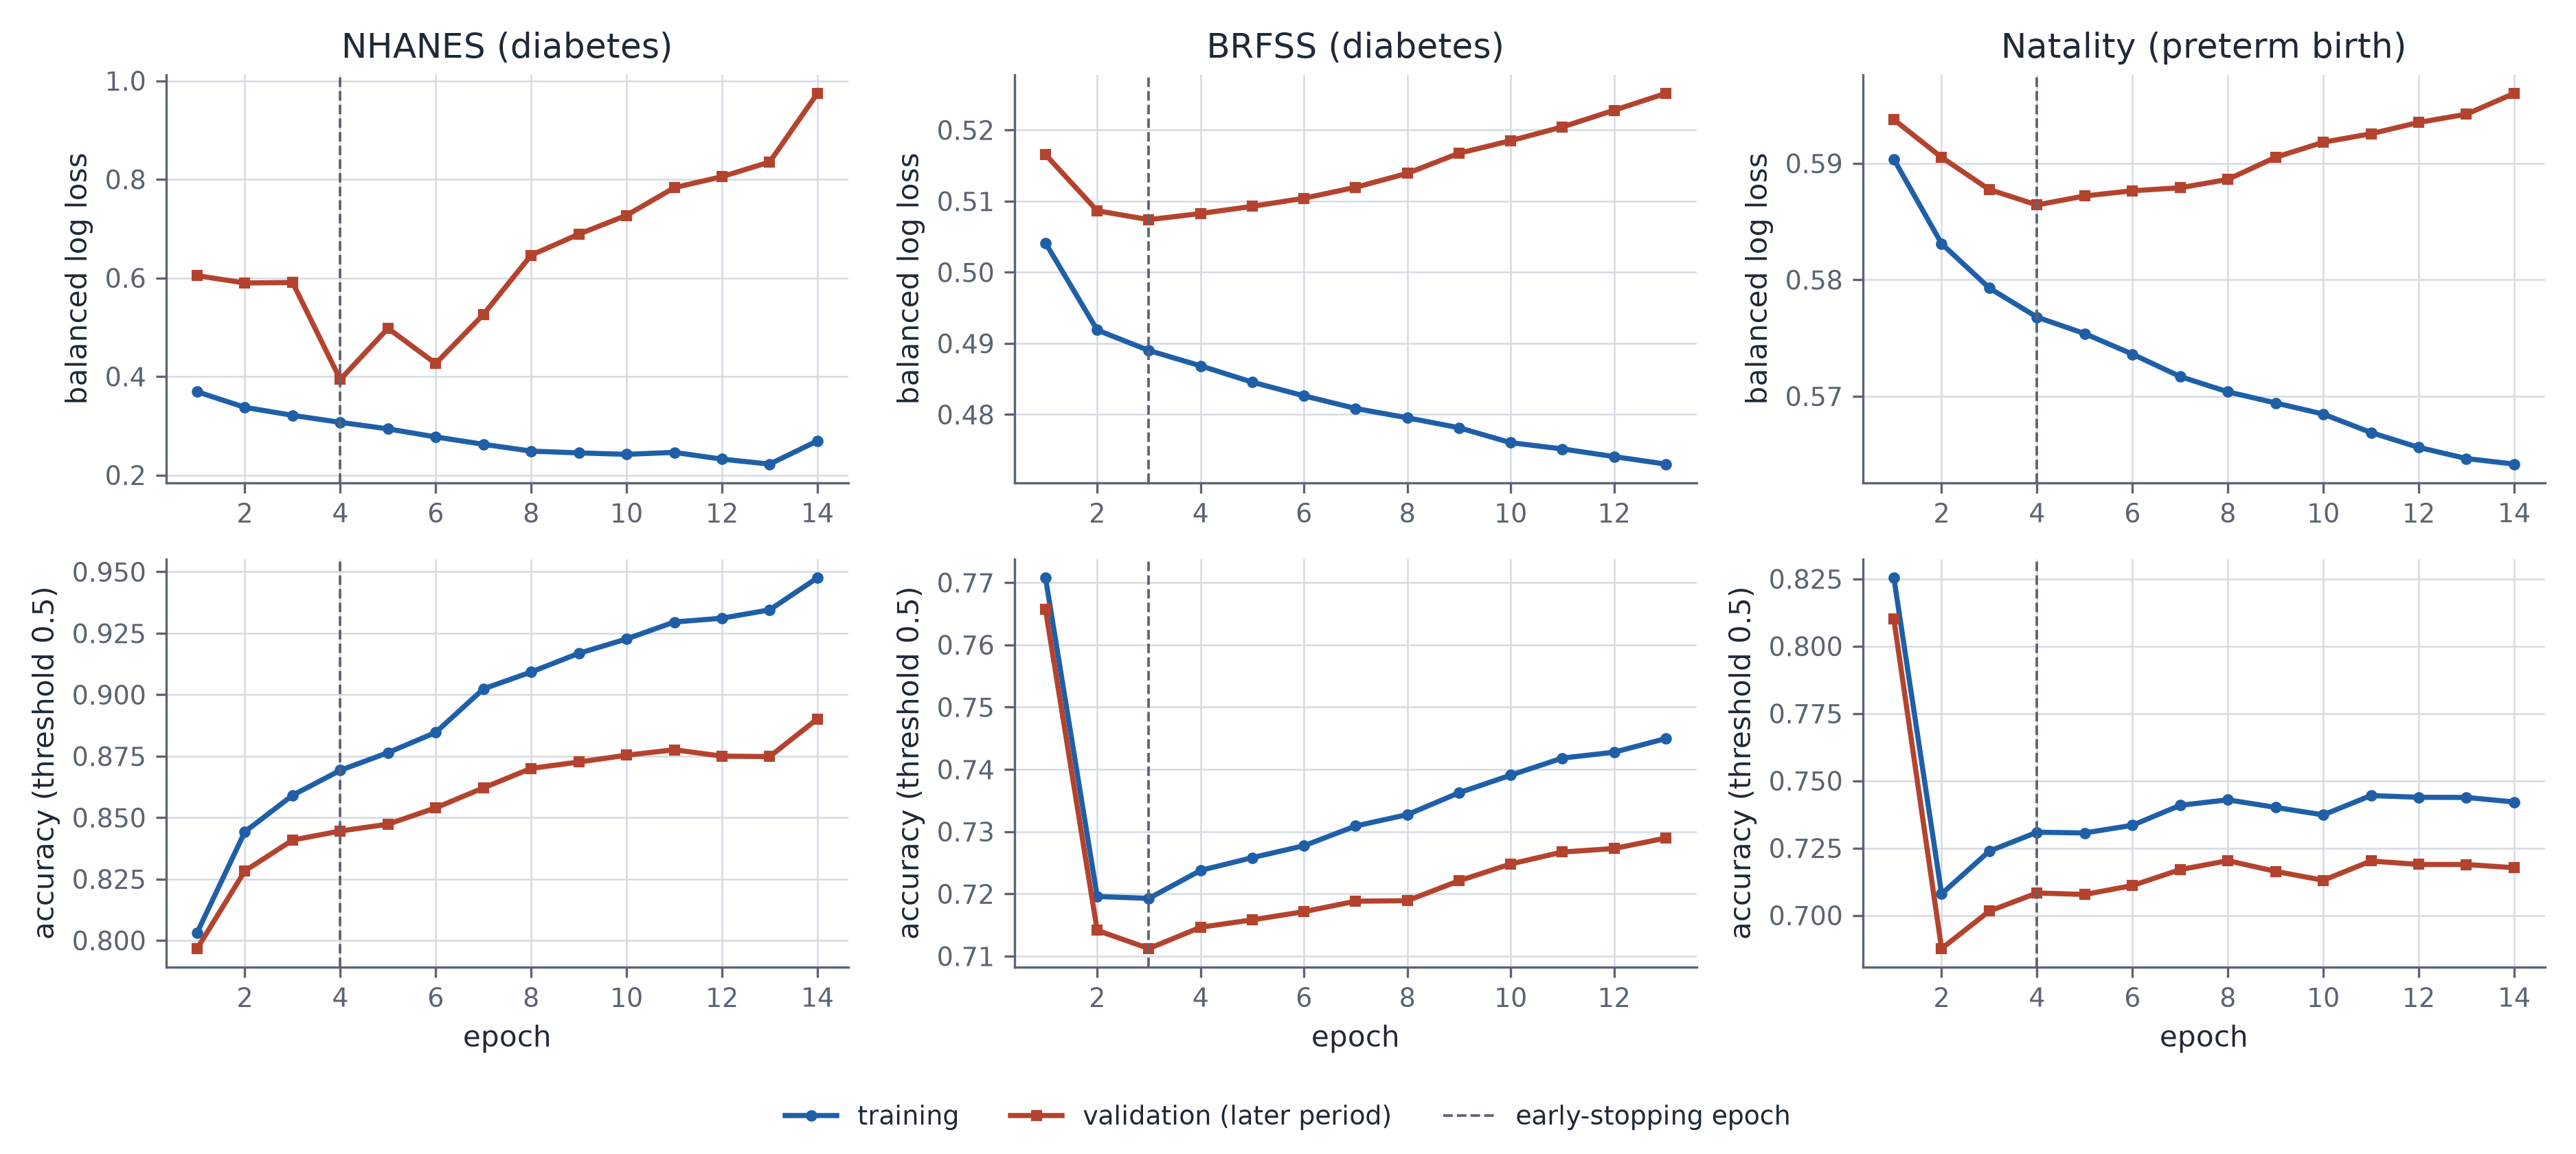 NHANES (diabetes)
BRFSS (diabetes)
Natality (preterm birth)
balanced log loss
1.0
0.8
0.6
0.4
0.2
2 4 6 8 10 12 14
balanced log loss
0.52
0.51
0.50
0.49
0.48
2 4 6 8 10 12
balanced log loss
0.59
0.58
0.57
2 4 6 8 10 12 14
accuracy (threshold 0.5)
0.950
0.925
0.900
0.875
0.850
0.825
0.800
2 4 6 8 10 12 14
epoch
accuracy (threshold 0.5)
0.77
0.76
0.75
0.74
0.73
0.72
0.71
2 4 6 8 10 12
epoch
accuracy (threshold 0.5)
0.825
0.800
0.775
0.750
0.725
0.700
2 4 6 8 10 12 14
epoch
training
validation (later period)
early-stopping epoch